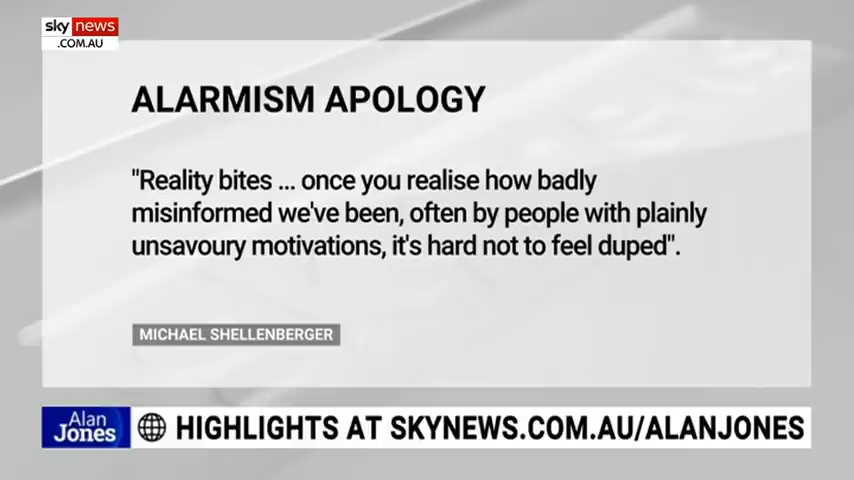 sky news
.COM.AU
ALARMISM APOLOGY
"Reality bites ... once you realise how badly
misinformed we've been, often by people with plainly
unsavoury motivations, it's hard not to feel duped".
MICHAEL SHELLENBERGER
Alan
Jones
HIGHLIGHTS AT SKYNEWS.COM.AU/ALANJONES